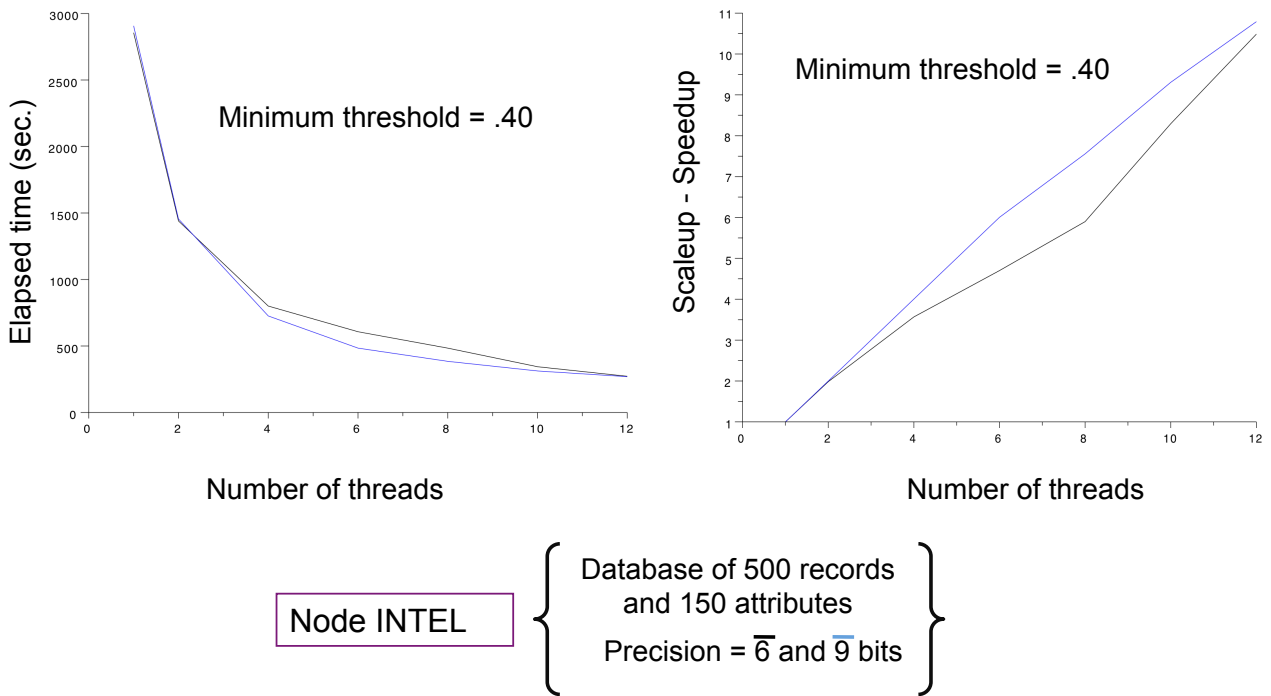 3000
2500
2000
1500
1000
500
0
0 2 4 6 8 10 12
Elapsed time (sec.)
Minimum threshold = .40
Number of threads
11
10
9
8
7
6
5
4
3
2
1
0 2 4 6 8 10 12
Scaleup - Speedup
Minimum threshold = .40
Number of threads
Node INTEL
Database of 500 records
and 150 attributes
Precision = 6 and 9 bits